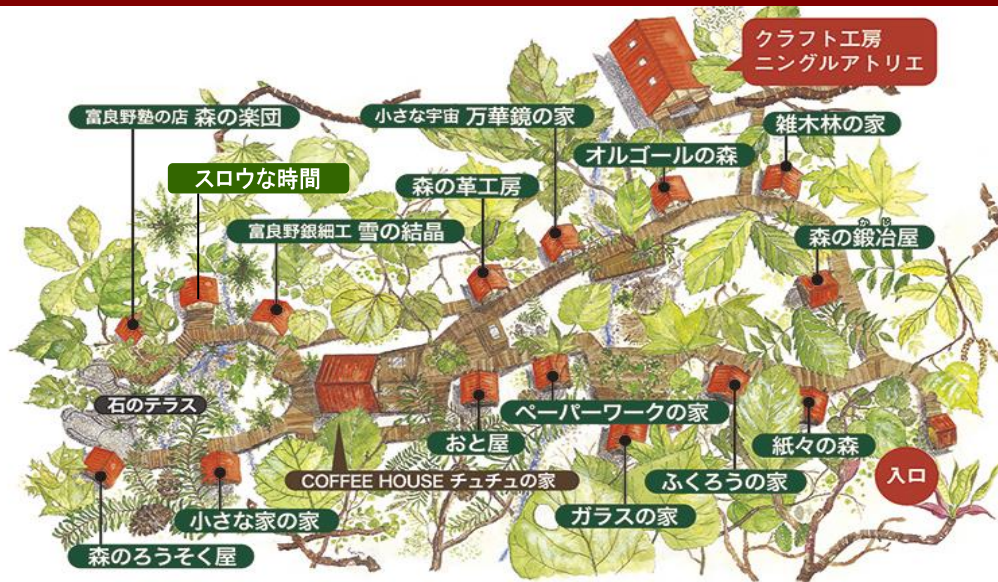 クラフト工房
ニングルアトリエ
富良野塾の店 森の楽団
小さな宇宙 万華鏡の家
雑木林の家
オルゴールの森
スロウな時間
森の革工房
富良野銀細工 雪の結晶
かじ
森の鍛冶屋
石のテラス
ペーパーワークの家
おと屋
紙々の森
COFFEE HOUSE チュチュの家
ふくろうの家
入口
小さな家の家
ガラスの家
森のろうそく屋